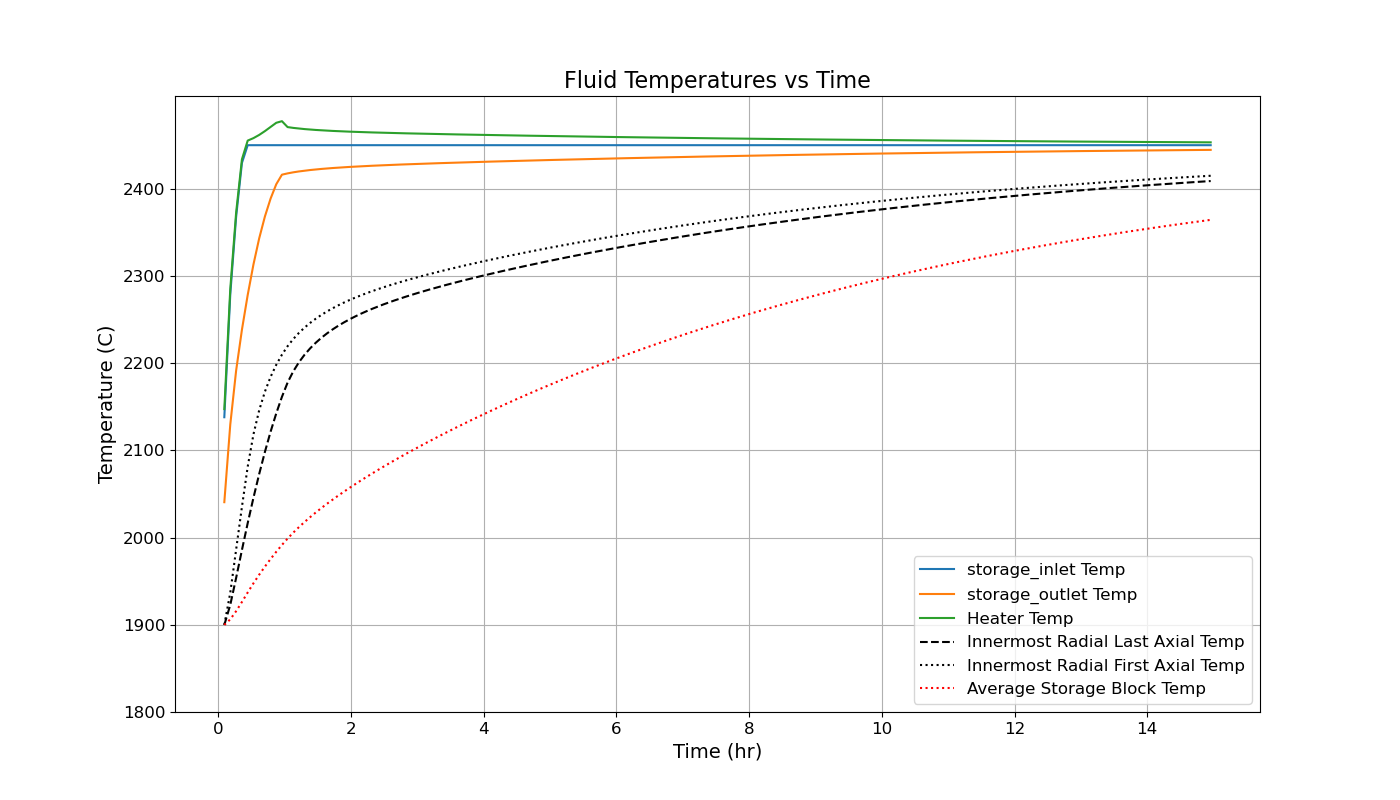 Fluid Temperatures vs Time
Temperature (C)
2400
2300
2200
2100
2000
1900
1800
0 2 4 6 8 10 12 14
Time (hr)
storage_inlet Temp
storage_outlet Temp
Heater Temp
Innermost Radial Last Axial Temp
Innermost Radial First Axial Temp
Average Storage Block Temp